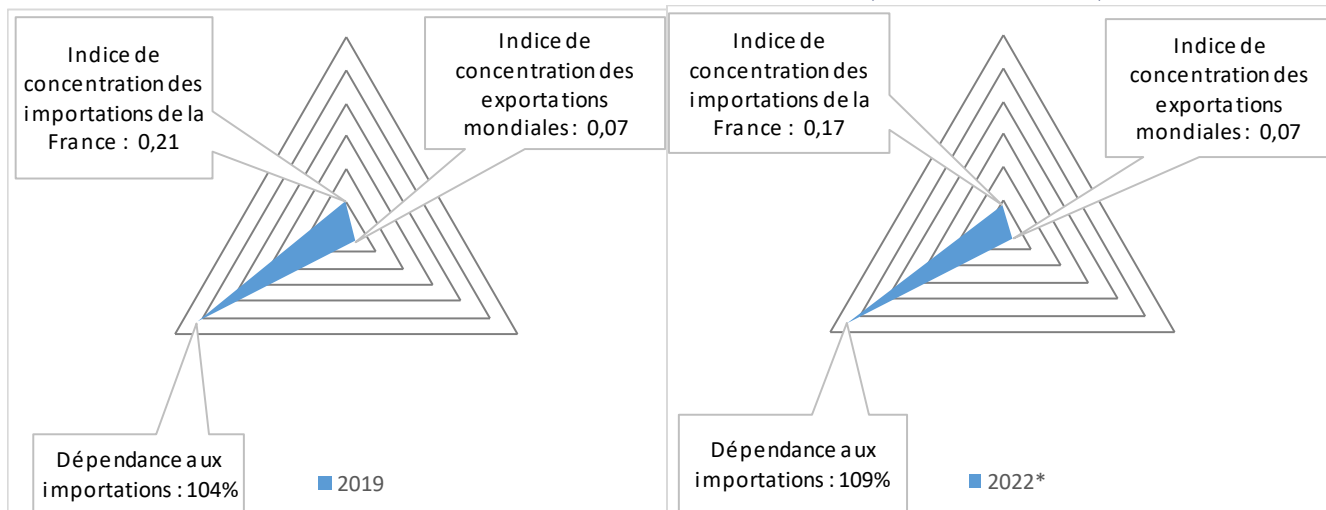 Indice de
concentration des
importations de la
France : 0,21
Indice de
concentration des
exportations
mondiales : 0,07
Dépendance aux
importations : 104%
2019
Indice de
concentration des
importations de la
France : 0,17
Indice de
concentration des
exportations
mondiales : 0,07
Dépendance aux
importations : 109%
2022*